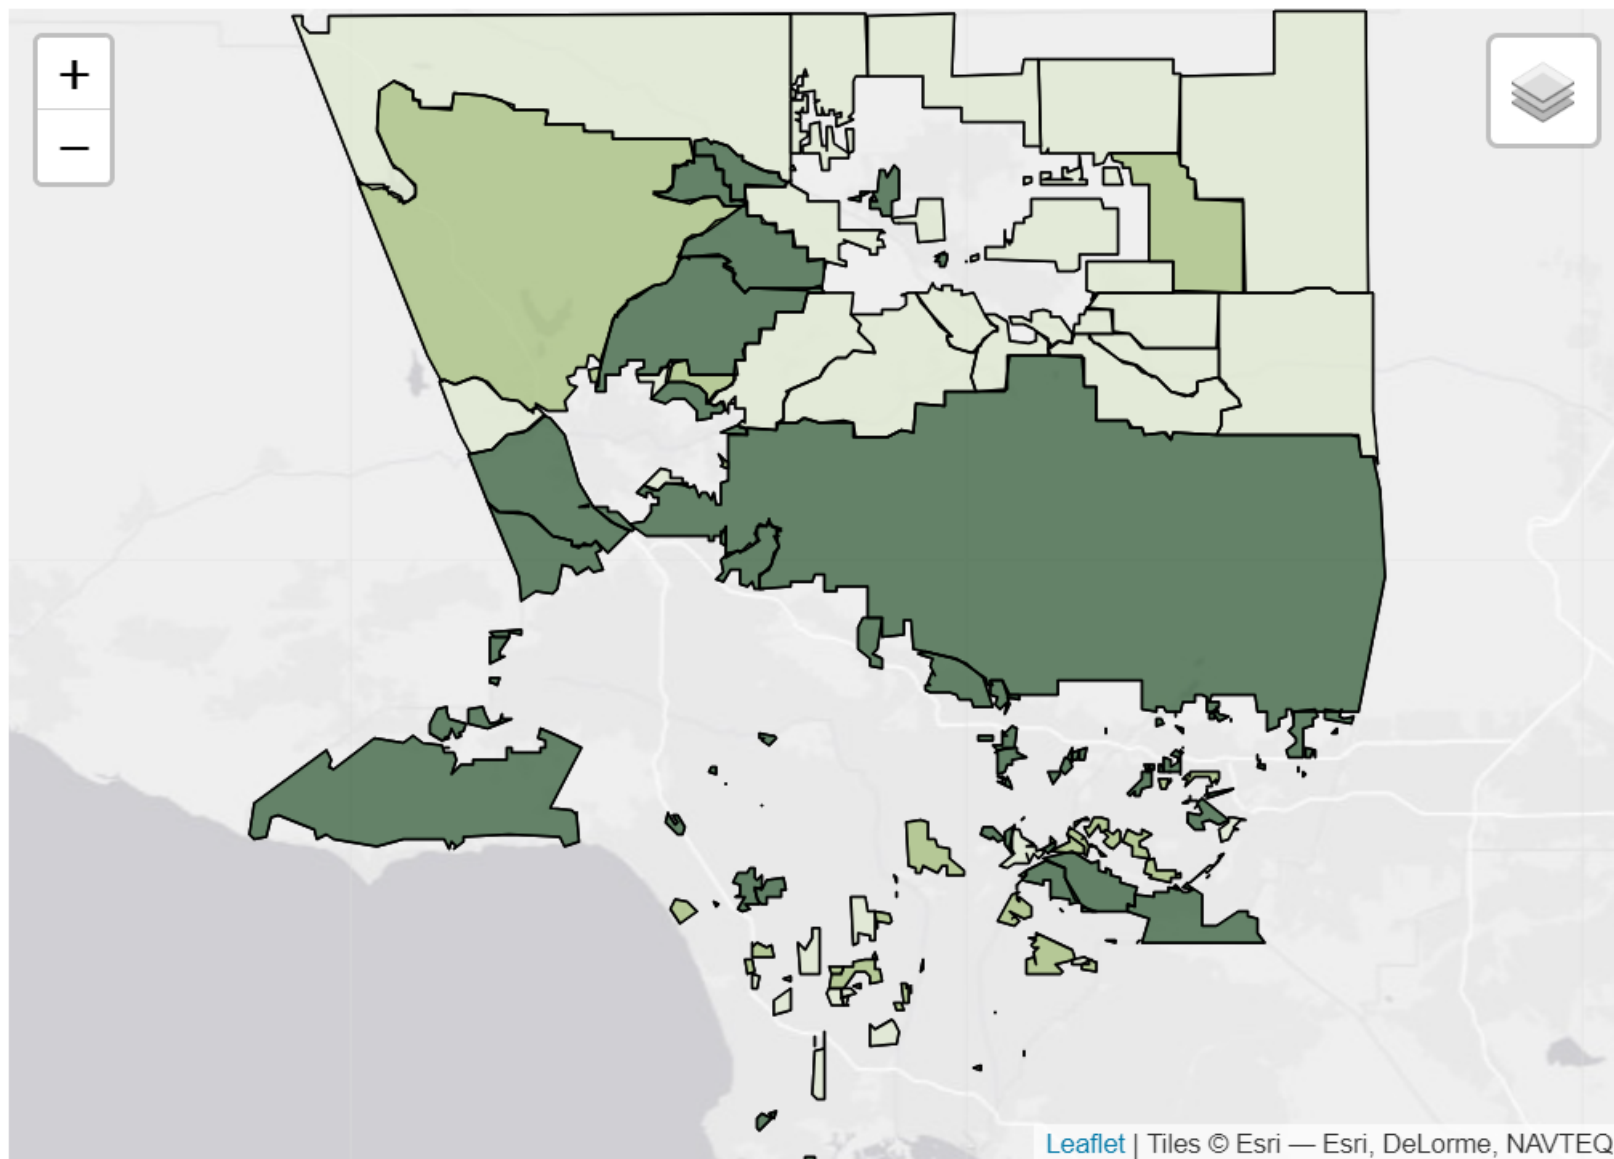 +
−
Leaflet | Tiles © Esri — Esri, DeLorme, NAVTEQ